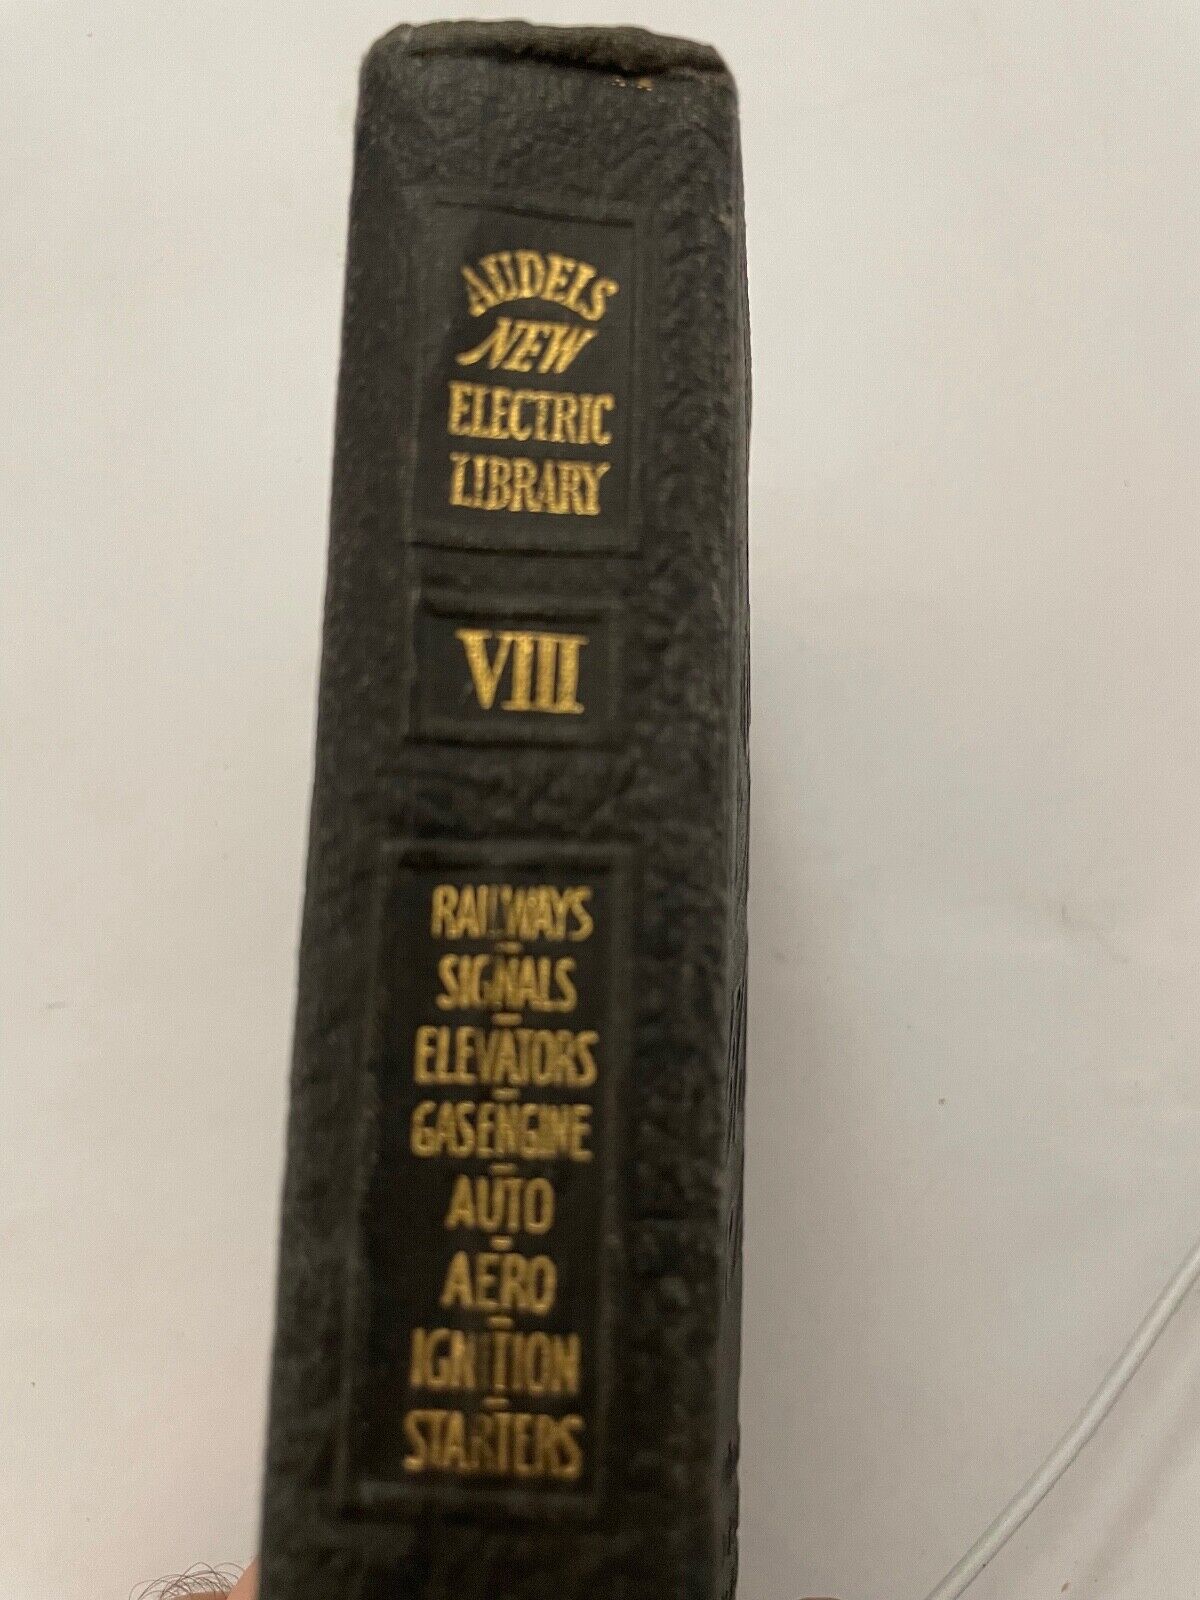 AUDELS
NEW
ELECTRIC
LIBRARY
VIII
RAILWAYS
-
SIGNALS
-
ELEVATORS
-
GAS ENGINE
-
AUTO
-
AERO
-
IGNITION
-
STARTERS